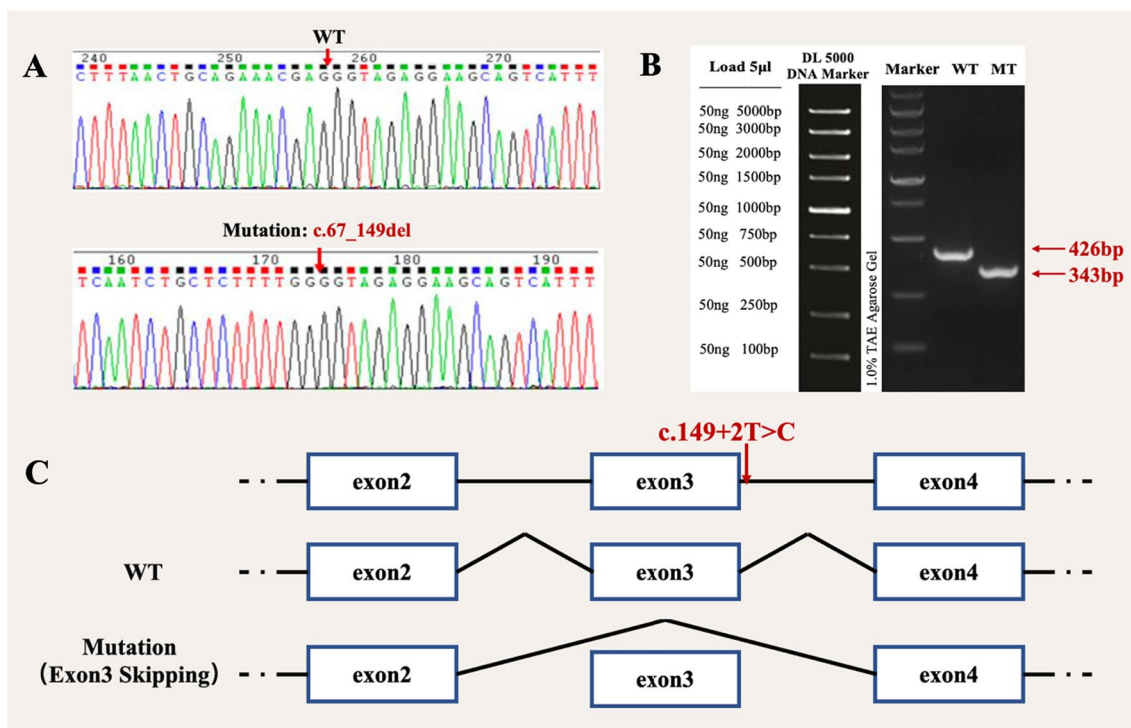 A
WT
240 250 260 270
CTTTAACTGCAGAAACGAGGGTAGAGGAAGCAGTCATTT
Mutation: c.67_149del
160 170 180 190
TCAATCTGCTCTTTTGGGGTAGAGGAAGCAGTCATTT
B
Load 5μl
DL 5000
DNA Marker
50ng 5000bp
50ng 3000bp
50ng 2000bp
50ng 1500bp
50ng 1000bp
50ng 750bp
50ng 500bp
50ng 250bp
50ng 100bp
1.0% TAE Agarose Gel
Marker WT MT
426bp
343bp
C
c.149+2T>C
exon2 exon3 exon4
WT
exon2 exon3 exon4
Mutation
(Exon3 Skipping)
exon2 exon3 exon4